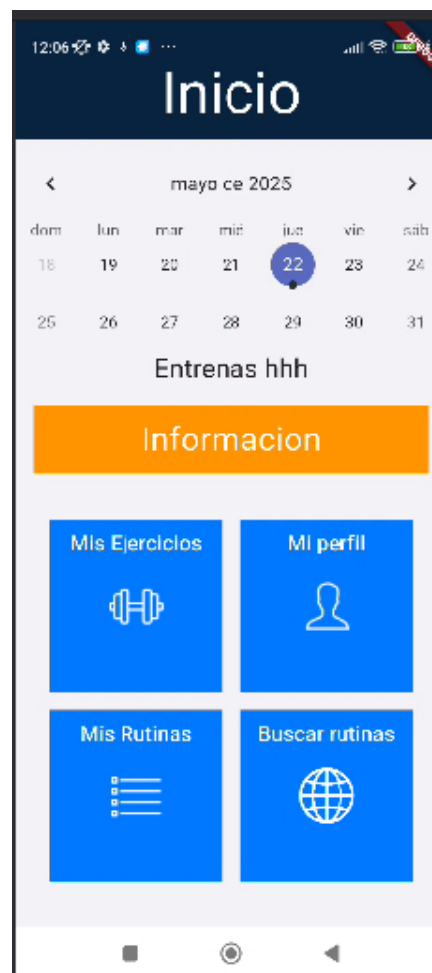 12:06
Inicio
mayo ce 2025
dom lun mar mié jue vie sáb
18 19 20 21 22 23 24
25 26 27 28 29 30 31
Entrenas hhh
Informacion
Mis Ejercicios Mi perfil
Mis Rutinas Buscar rutinas